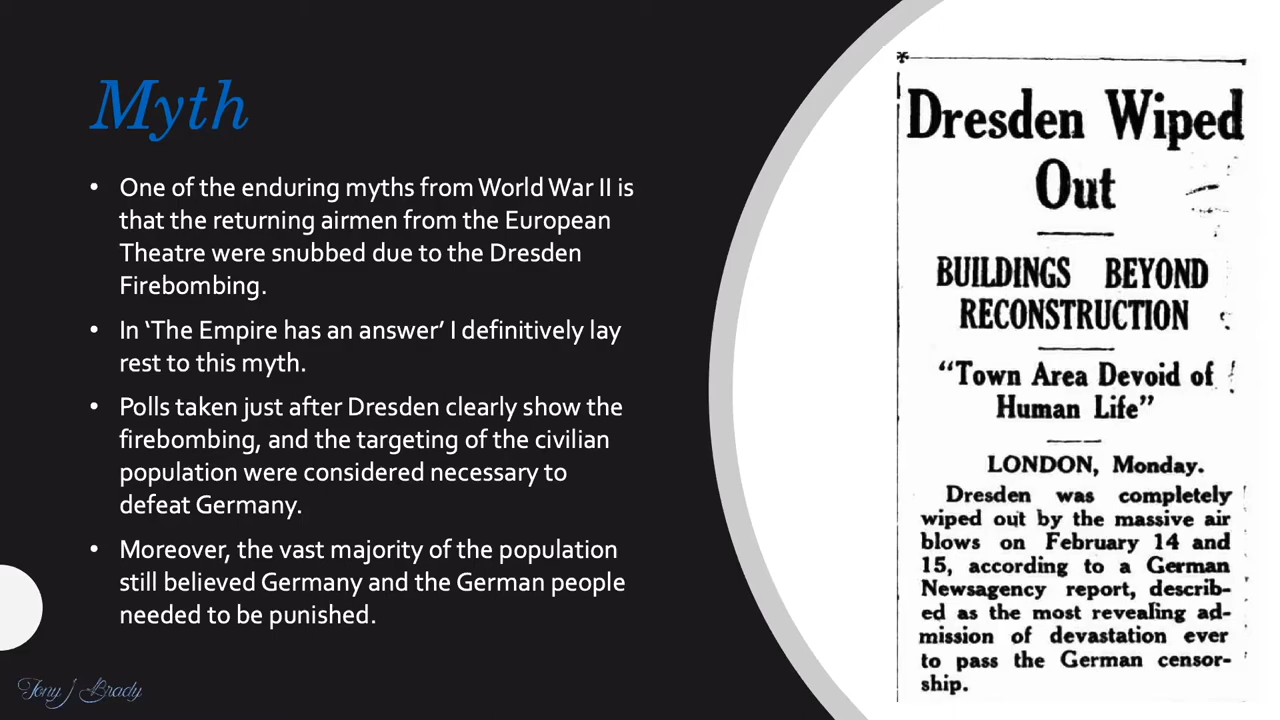 Myth
• One of the enduring myths from World War II is
that the returning airmen from the European
Theatre were snubbed due to the Dresden
Firebombing.
• In ‘The Empire has an answer’ I definitively lay
rest to this myth.
• Polls taken just after Dresden clearly show the
firebombing, and the targeting of the civilian
population were considered necessary to
defeat Germany.
• Moreover, the vast majority of the population
still believed Germany and the German people
needed to be punished.
Tony J Brady
Dresden Wiped
Out
BUILDINGS BEYOND
RECONSTRUCTION
“Town Area Devoid of
Human Life”
LONDON, Monday.
Dresden was completely
wiped out by the massive air
blows on February 14 and
15, according to a German
Newsagency report, describ-
ed as the most revealing ad-
mission of devastation ever
to pass the German censor-
ship.